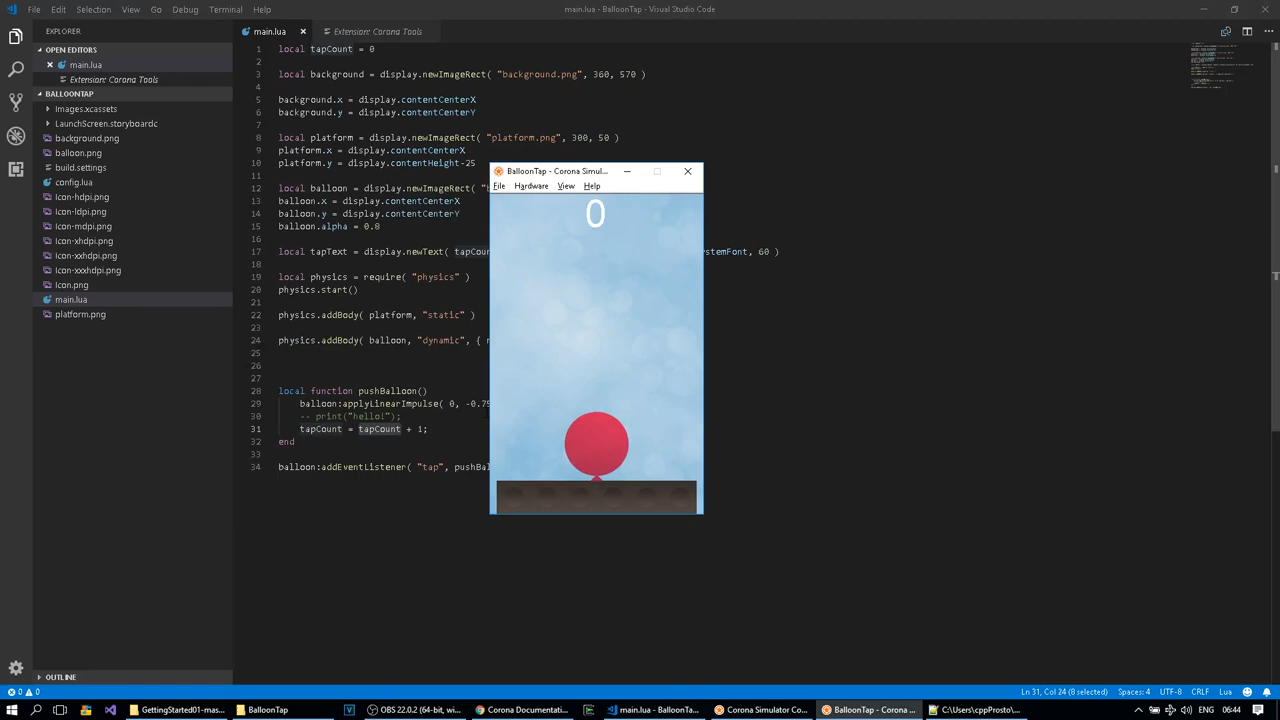 File Edit Selection View Go Debug Terminal Help
main.lua - BalloonTap - Visual Studio Code
EXPLORER
OPEN EDITORS
main.lua
Extension: Corona Tools
BALLOONTAP
Images.xcassets
LaunchScreen.storyboardc
background.png
balloon.png
build.settings
config.lua
Icon-hdpi.png
Icon-ldpi.png
Icon-mdpi.png
Icon-xhdpi.png
Icon-xxhdpi.png
Icon-xxxhdpi.png
Icon.png
main.lua
platform.png
OUTLINE
main.lua Extension: Corona Tools
1 local tapCount = 0
2
3 local background = display.newImageRect( "background.png", 360, 570 )
4
5 background.x = display.contentCenterX
6 background.y = display.contentCenterY
7
8 local platform = display.newImageRect( "platform.png", 300, 50 )
9 platform.x = display.contentCenterX
10 platform.y = display.contentHeight-25
11
12 local balloon = display.newImageRect( "b
13 balloon.x = display.contentCenterX
14 balloon.y = display.contentCenterY
15 balloon.alpha = 0.8
16
17 local tapText = display.newText( tapCou stemFont, 60 )
18
19 local physics = require( "physics" )
20 physics.start()
21
22 physics.addBody( platform, "static" )
23
24 physics.addBody( balloon, "dynamic", { r
25
26
27
28 local function pushBalloon()
29 balloon:applyLinearImpulse( 0, -0.75
30 -- print("hello!");
31 tapCount = tapCount + 1;
32 end
33
34 balloon:addEventListener( "tap", pushBal
BalloonTap - Corona Simul...
File Hardware View Help
0
0 0
Ln 31, Col 24 (8 selected) Spaces: 4 UTF-8 CRLF Lua
GettingStarted01-mas... BalloonTap OBS 22.0.2 (64-bit, wi... Corona Documentati... main.lua - BalloonTa... Corona Simulator Co... BalloonTap - Corona ... C:\Users\cppProsto\... ENG 06:44